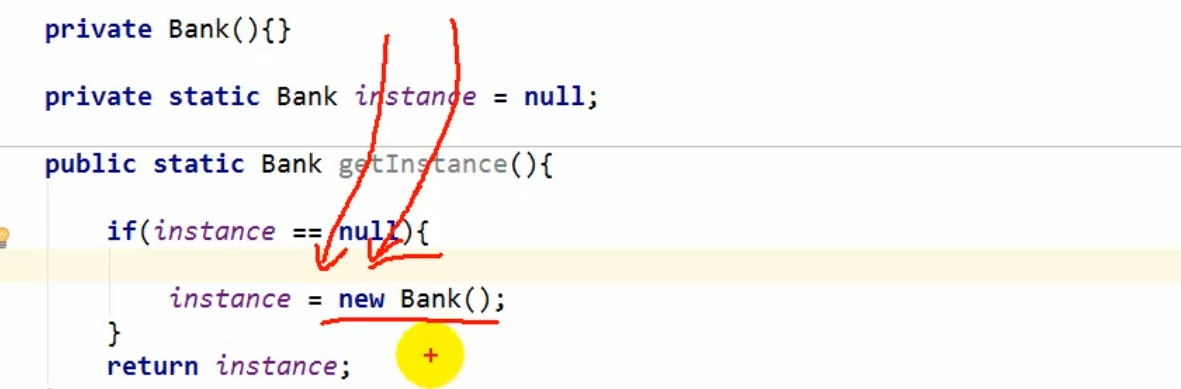 private Bank(){}
private static Bank instance = null;
public static Bank getInstance(){
if(instance == null){
instance = new Bank();
}
return instance;